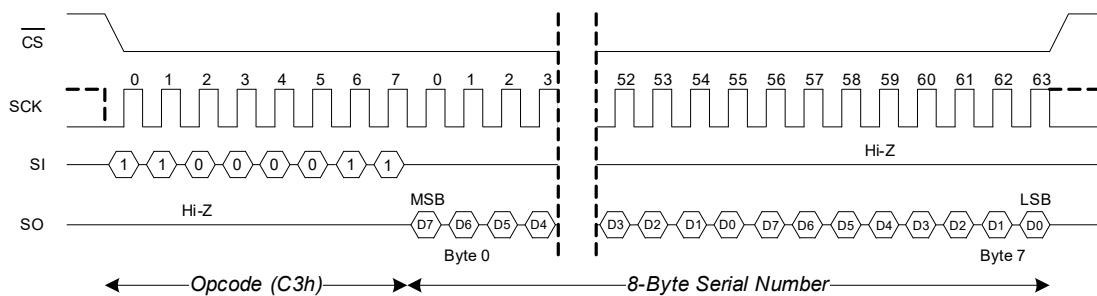 CS
0 1 2 3 4 5 6 7 0 1 2 3 52 53 54 55 56 57 58 59 60 61 62 63
SCK
Hi-Z
SI 1 1 0 0 0 0 1 1
MSB LSB
Hi-Z
SO D7 D6 D5 D4 D3 D2 D1 D0 D7 D6 D5 D4 D3 D2 D1 D0
Byte 0 Byte 7
Opcode (C3h) 8-Byte Serial Number